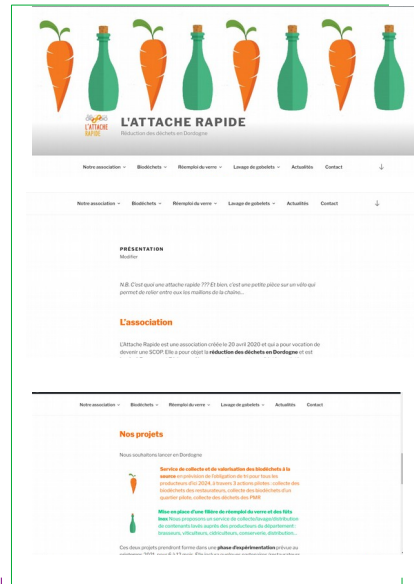 L'ATTACHE
RAPIDE
L'ATTACHE RAPIDE
Réduction des déchets en Dordogne
Notre association Biodéchets Réemploi du verre Lavage de gobelets Actualités Contact
Notre association Biodéchets Réemploi du verre Lavage de gobelets Actualités Contact
PRÉSENTATION
Modifier
N.B. C'est quoi une attache rapide ??? Et bien, c'est une petite pièce sur un vélo qui
permet de relier entre eux les maillons de la chaîne...
L'association
L'Attache Rapide est une association créée le 20 avril 2020 et qui a pour vocation de
devenir une SCOP. Elle a pour objet la réduction des déchets en Dordogne et est
Notre association Biodéchets Réemploi du verre Lavage de gobelets Actualités Contact
Nos projets
Nous souhaitons lancer en Dordogne
Service de collecte et de valorisation des biodéchets à la
source en prévision de l'obligation de tri pour tous les
producteurs d'ici 2024, à travers 3 actions pilotes : collecte des
biodéchets des restaurateurs, collecte des biodéchets d'un
quartier pilote, collecte des déchets des PMR
Mise en place d'une filière de réemploi du verre et des fûts
Nous proposons un service de collecte/lavage/distribution
de contenants lavés auprès des producteurs du département :
brasseurs, viticulteurs, cidriculteurs, conserverie, distributeurs...
Ces deux projets prendront forme dans une phase d'expérimentation prévue au